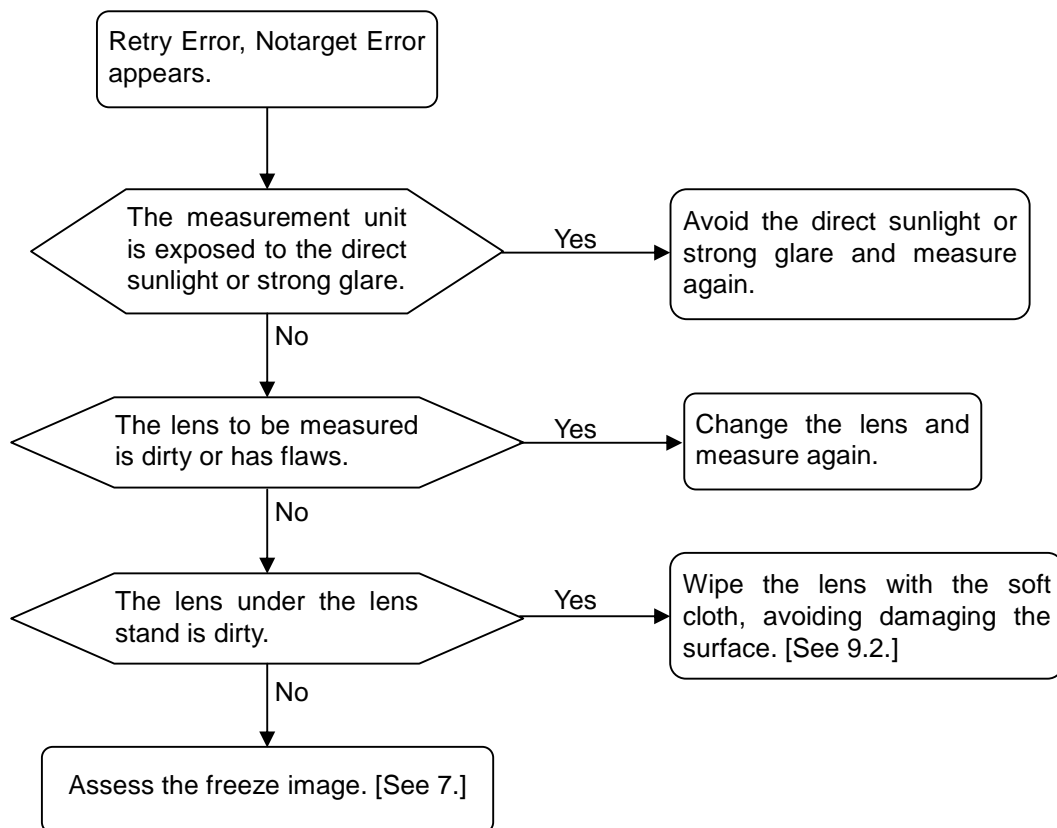 Retry Error, Notarget Error
appears.
The measurement unit
is exposed to the direct
sunlight or strong glare.
Yes
Avoid the direct sunlight or
strong glare and measure
again.
No
The lens to be measured
is dirty or has flaws.
Yes
Change the lens and
measure again.
No
The lens under the lens
stand is dirty.
Yes
Wipe the lens with the soft
cloth, avoiding damaging the
surface. [See 9.2.]
No
Assess the freeze image. [See 7.]